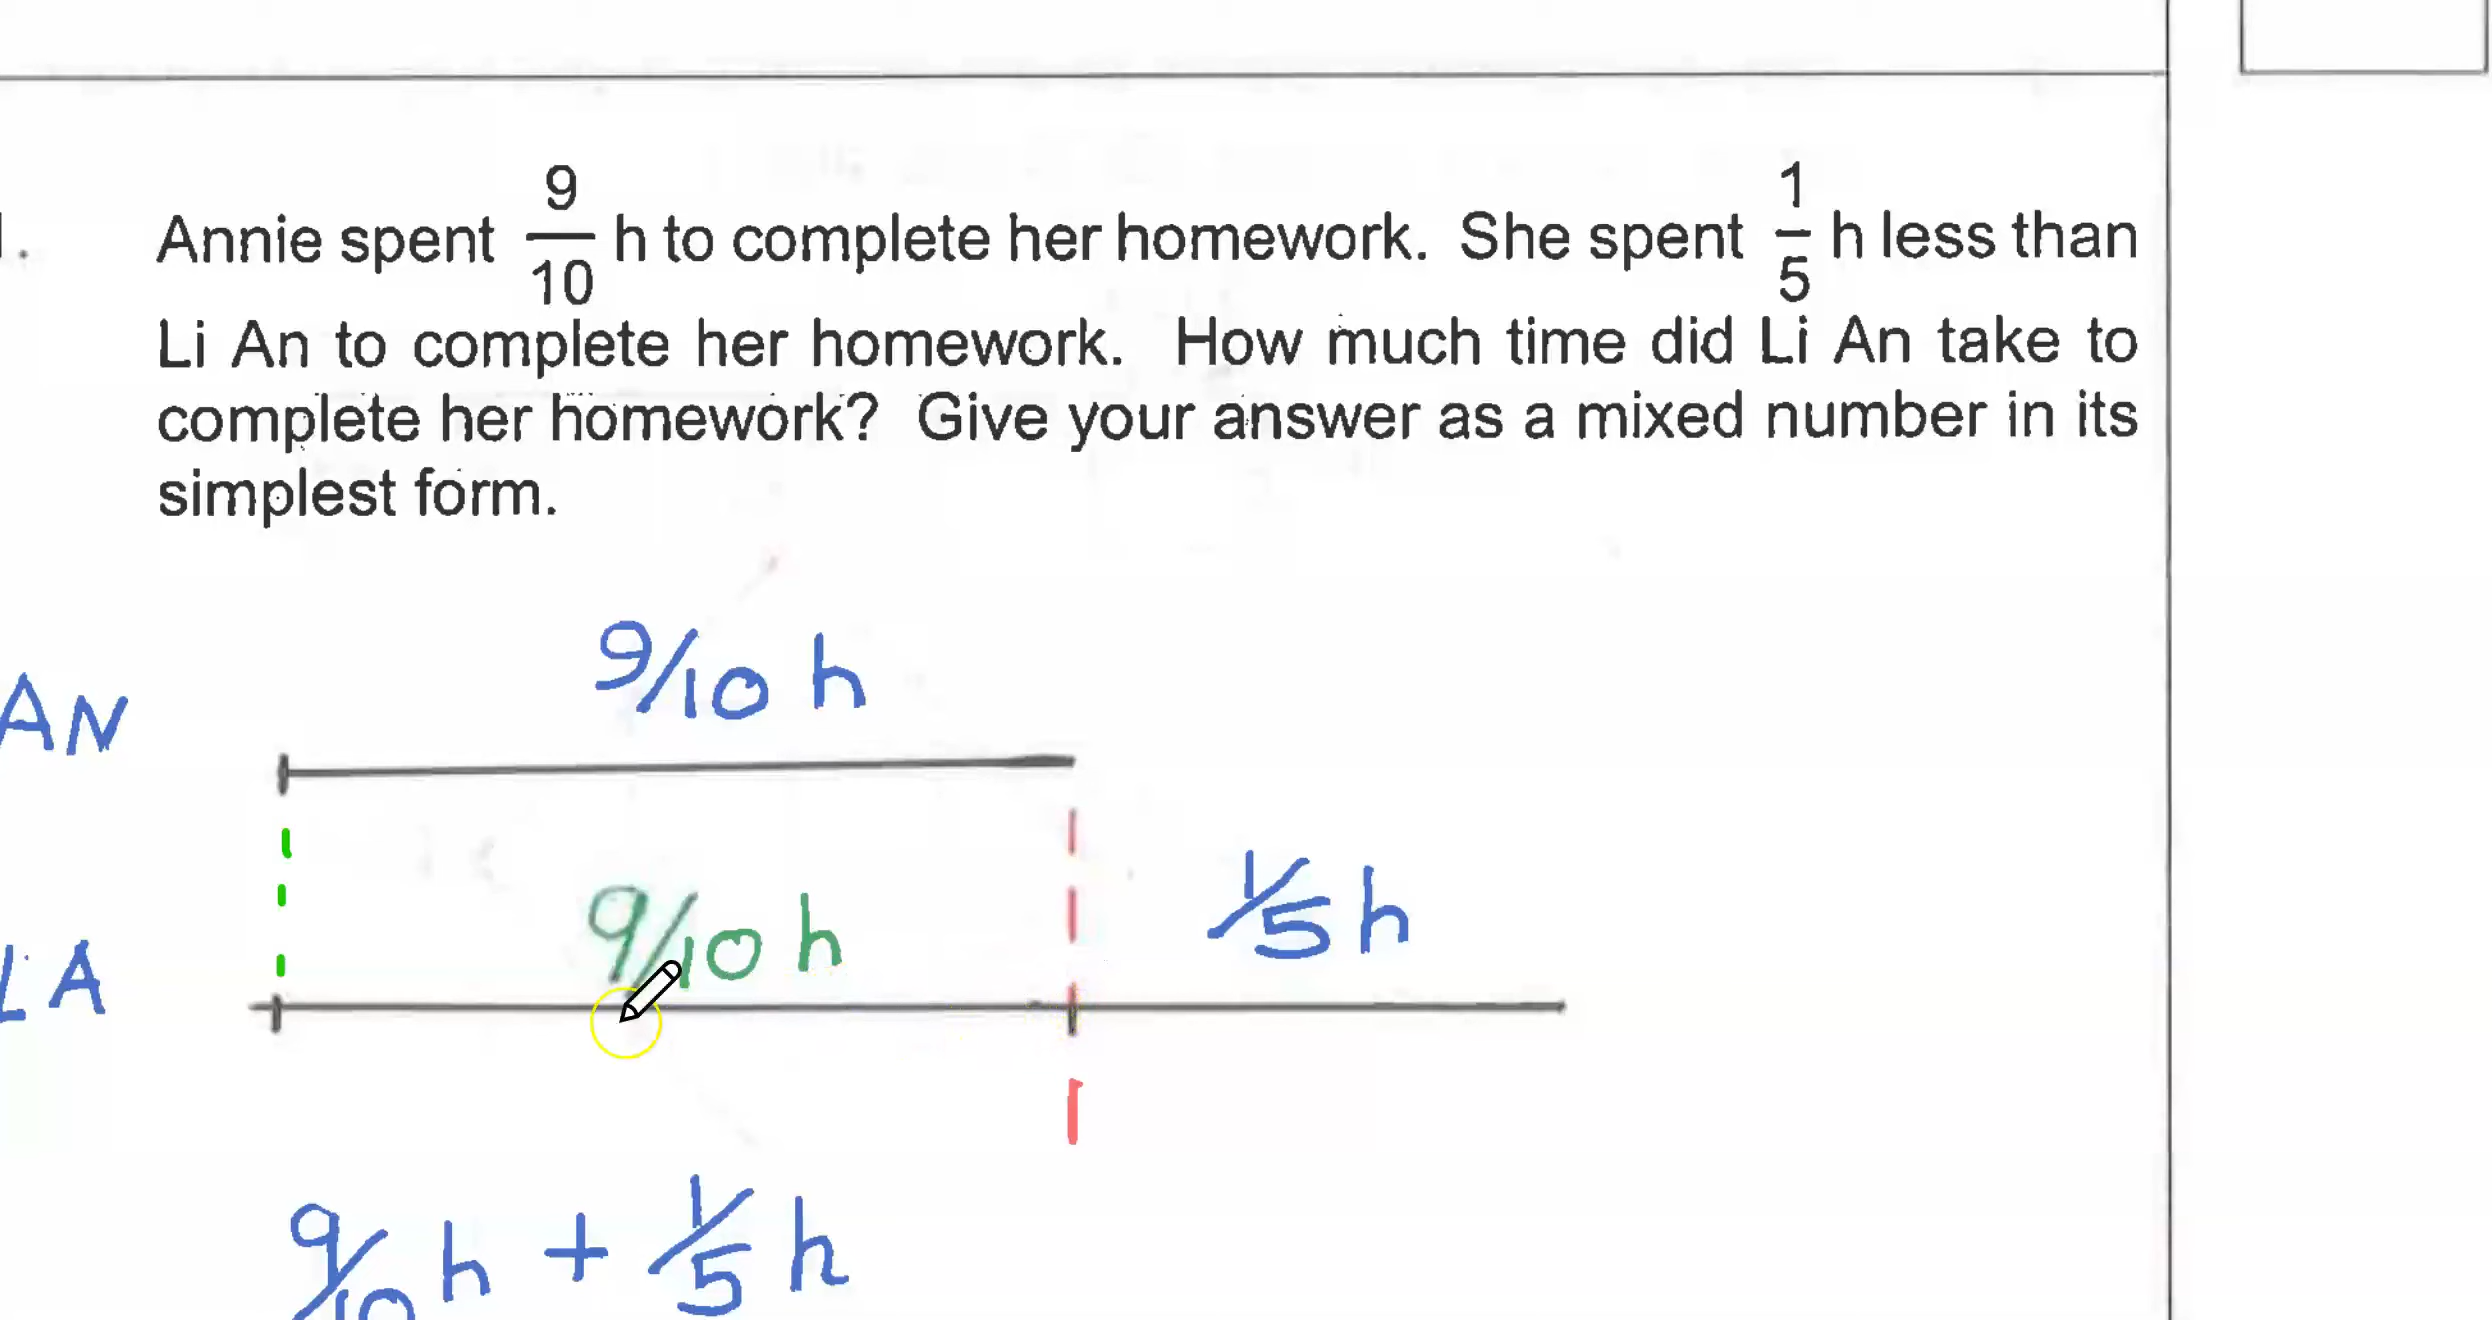 Annie spent 9/10 h to complete her homework. She spent 1/5 h less than
Li An to complete her homework. How much time did Li An take to
complete her homework? Give your answer as a mixed number in its
simplest form.
9/10 h
AN
9/10 h
1/5 h
LA
9/10 h + 1/5 h